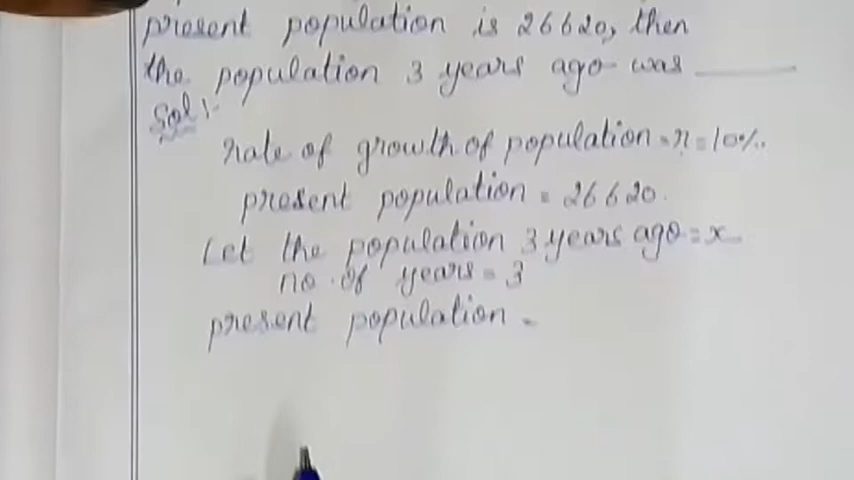 present population is 26620, then
the population 3 years ago was ______
Sol:-
rate of growth of population = r = 10%.
present population = 26620.
Let the population 3 years ago = x
no. of years = 3
present population =